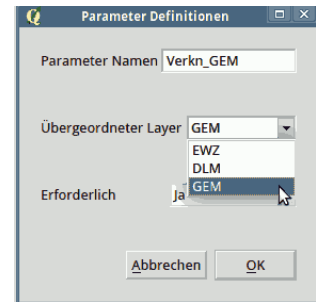 Parameter Definitionen
Parameter Namen Verkn_GEM
Übergeordneter Layer GEM
EWZ
DLM
GEM
Erforderlich Ja
Abbrechen OK